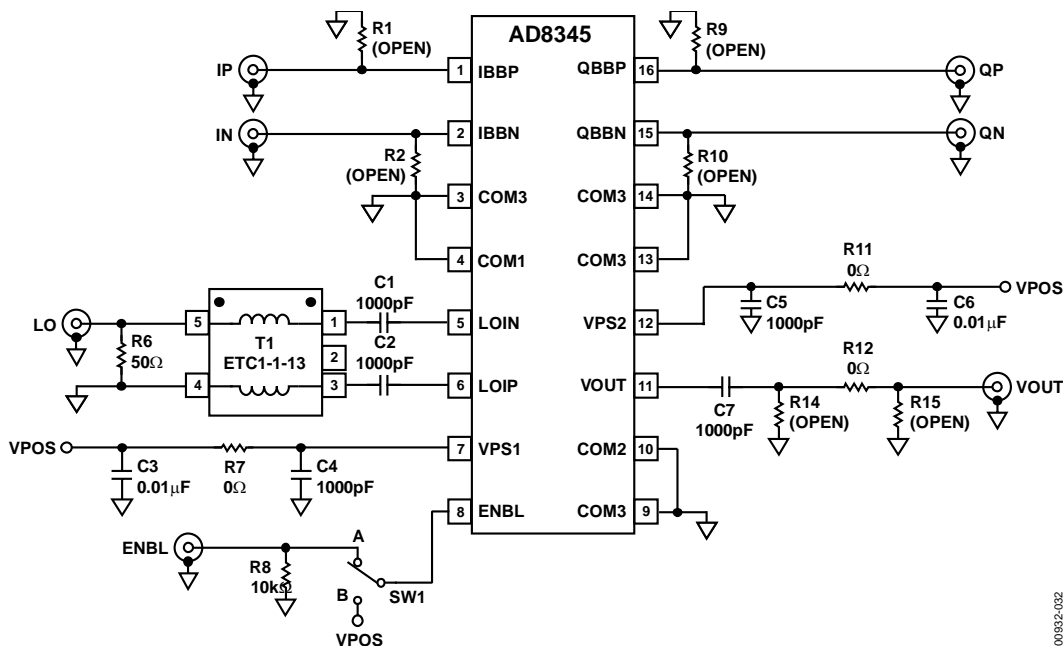 AD8345
R1
(OPEN)
R9
(OPEN)
IP
1
IBBP
QBBP
16
QP
IN
2
IBBN
QBBN
15
QN
R2
(OPEN)
R10
(OPEN)
3
COM3
COM3
14
4
COM1
COM3
13
C1
1000pF
R11
0Ω
VPOS
LO
R6
50Ω
5
1
T1
ETC1-1-13
2
4
3
C2
1000pF
5
LOIN
VPS2
12
C5
1000pF
C6
0.01µF
6
LOIP
VOUT
11
C7
1000pF
R12
0Ω
VOUT
R14
(OPEN)
R15
(OPEN)
VPOS
C3
0.01µF
R7
0Ω
C4
1000pF
7
VPS1
COM2
10
8
ENBL
COM3
9
ENBL
R8
10kΩ
A
B
SW1
VPOS
00932-032